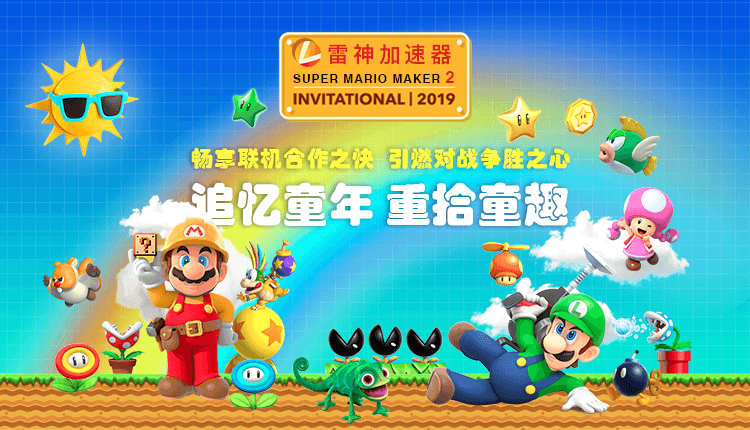 雷神加速器
SUPER MARIO MAKER 2
INVITATIONAL | 2019
畅享联机合作之快 引燃对战争胜之心
追忆童年 重拾童趣
M
?
L